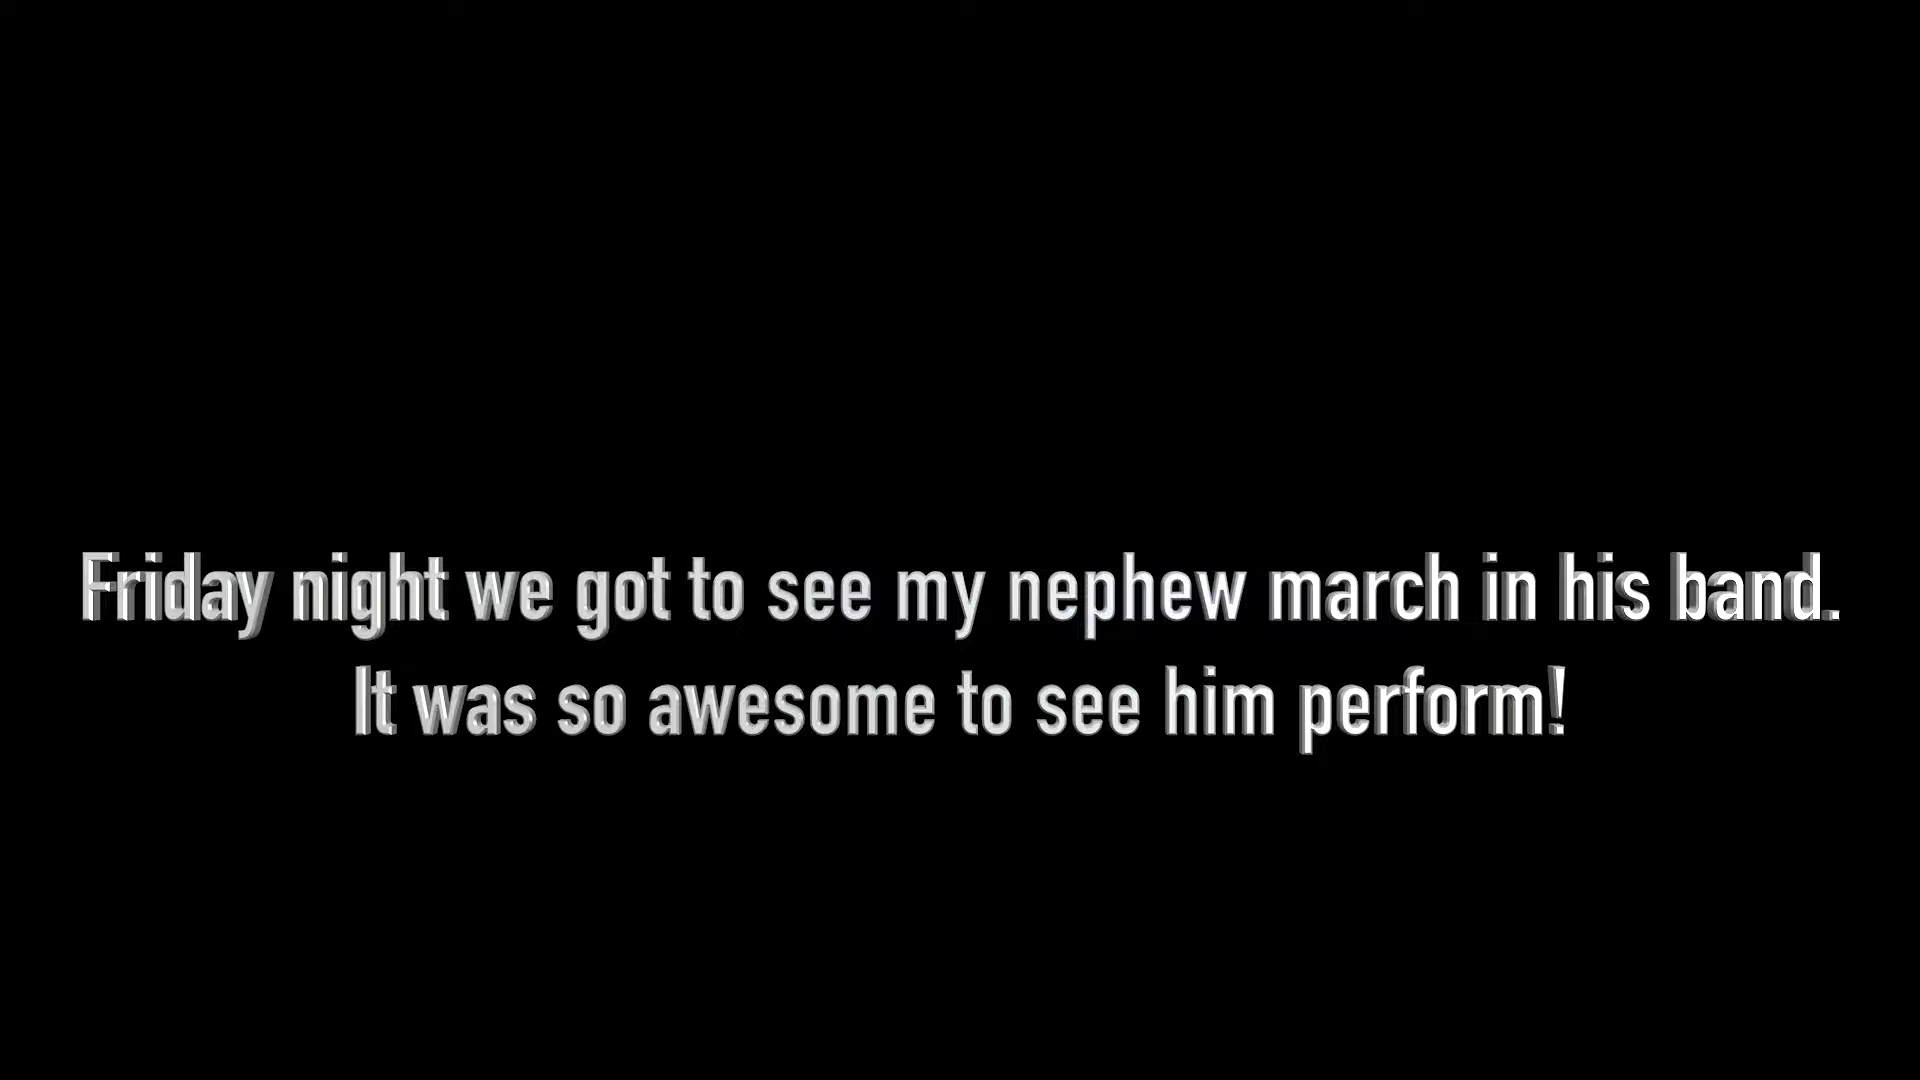 Friday night we got to see my nephew march in his band.
It was so awesome to see him perform!